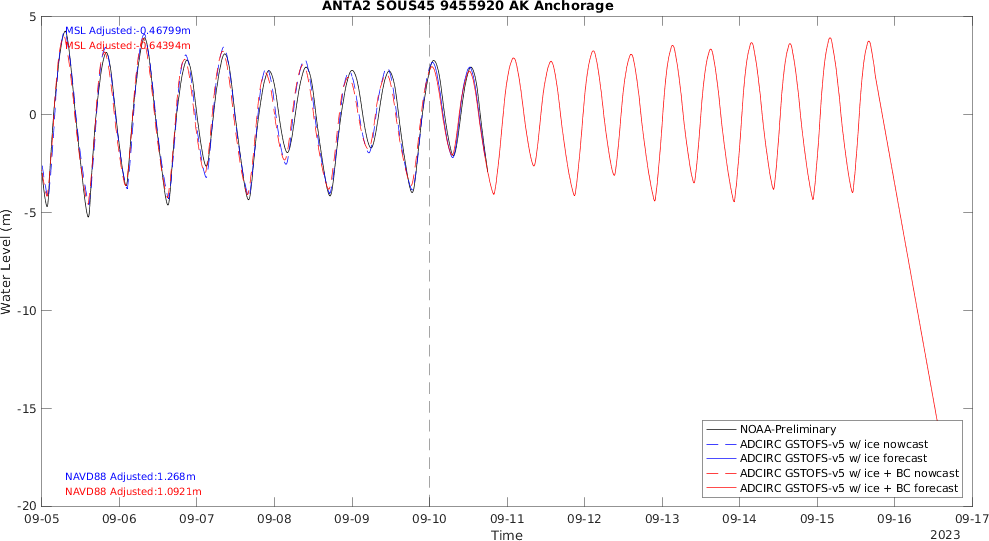 ANTA2 SOUS45 9455920 AK Anchorage
MSL Adjusted:-0.46799m
MSL Adjusted:-0.64394m
5
0
-5
-10
-15
-20
Water Level (m)
NAVD88 Adjusted:1.268m
NAVD88 Adjusted:1.0921m
NOAA-Preliminary
ADCIRC GSTOFS-v5 w/ ice nowcast
ADCIRC GSTOFS-v5 w/ ice forecast
ADCIRC GSTOFS-v5 w/ ice + BC nowcast
ADCIRC GSTOFS-v5 w/ ice + BC forecast
09-05 09-06 09-07 09-08 09-09 09-10 09-11 09-12 09-13 09-14 09-15 09-16 09-17
Time
2023